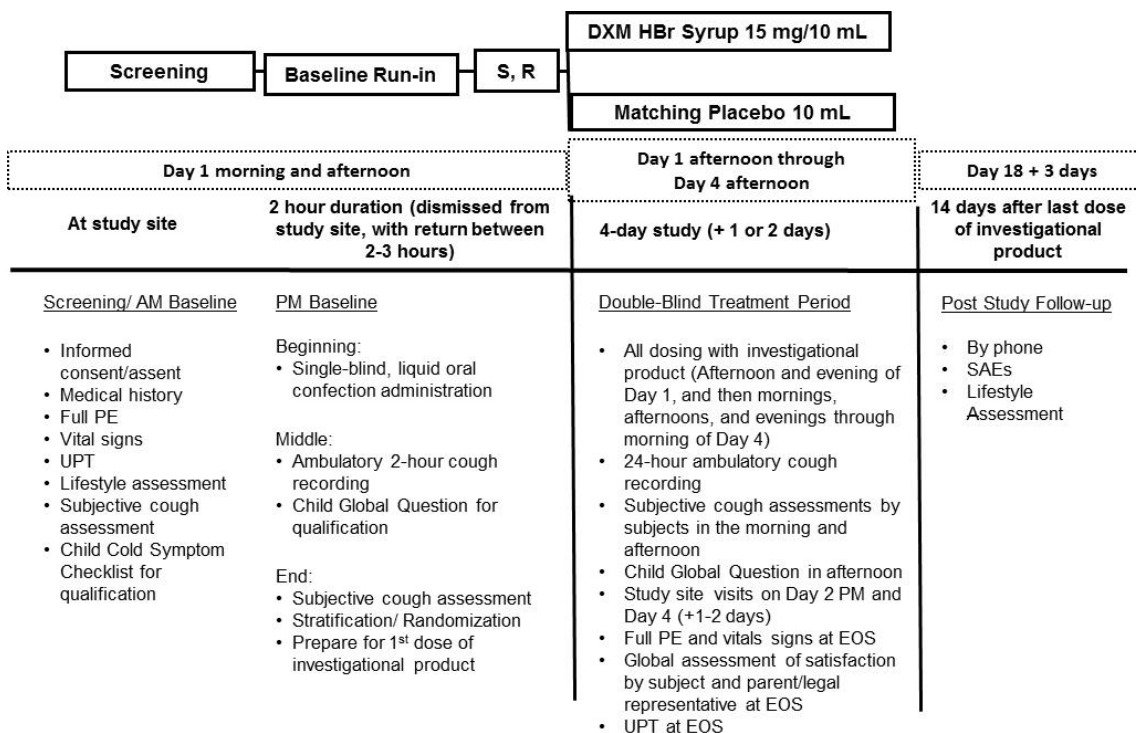 DXM HBr Syrup 15 mg/10 mL
Screening
Baseline Run-in
S, R
Matching Placebo 10 mL
Day 1 morning and afternoon
Day 1 afternoon through
Day 4 afternoon
Day 18 + 3 days
At study site
2 hour duration (dismissed from
study site, with return between
2-3 hours)
4-day study (+ 1 or 2 days)
14 days after last dose
of investigational
product
Screening/ AM Baseline
• Informed
consent/assent
• Medical history
• Full PE
• Vital signs
• UPT
• Lifestyle assessment
• Subjective cough
assessment
• Child Cold Symptom
Checklist for
qualification
PM Baseline
Beginning:
• Single-blind, liquid oral
confection administration
Middle:
• Ambulatory 2-hour cough
recording
• Child Global Question for
qualification
End:
• Subjective cough assessment
• Stratification/ Randomization
• Prepare for 1st dose of
investigational product
Double-Blind Treatment Period
• All dosing with investigational
product (Afternoon and evening of
Day 1, and then mornings,
afternoons, and evenings through
morning of Day 4)
• 24-hour ambulatory cough
recording
• Subjective cough assessments by
subjects in the morning and
afternoon
• Child Global Question in afternoon
• Study site visits on Day 2 PM and
Day 4 (+1-2 days)
• Full PE and vitals signs at EOS
• Global assessment of satisfaction
by subject and parent/legal
representative at EOS
• UPT at EOS
Post Study Follow-up
• By phone
• SAEs
• Lifestyle
Assessment